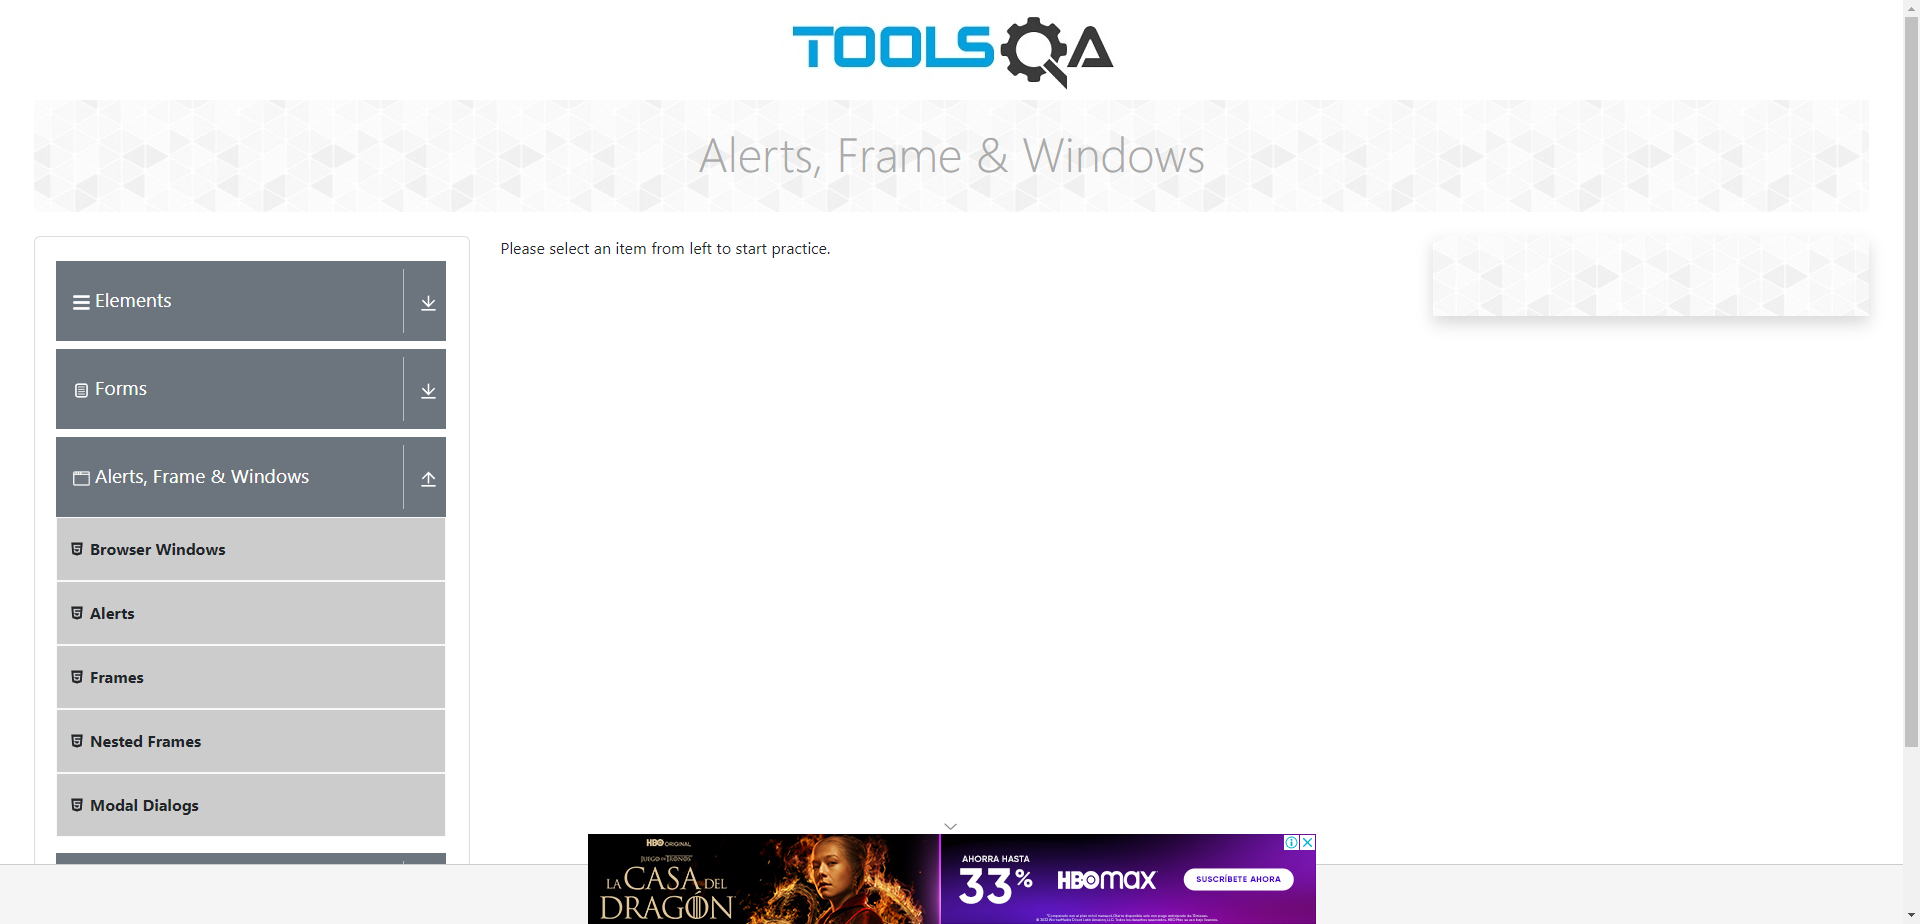 TOOLSQA
Alerts, Frame & Windows
Please select an item from left to start practice.
Elements
Forms
Alerts, Frame & Windows
Browser Windows
Alerts
Frames
Nested Frames
Modal Dialogs
HBO ORIGINAL
JUEGO DE TRONOS
LA CASA DEL
DRAGÓN
AHORRA HASTA
33%
HBOMAX
SUSCRÍBETE AHORA